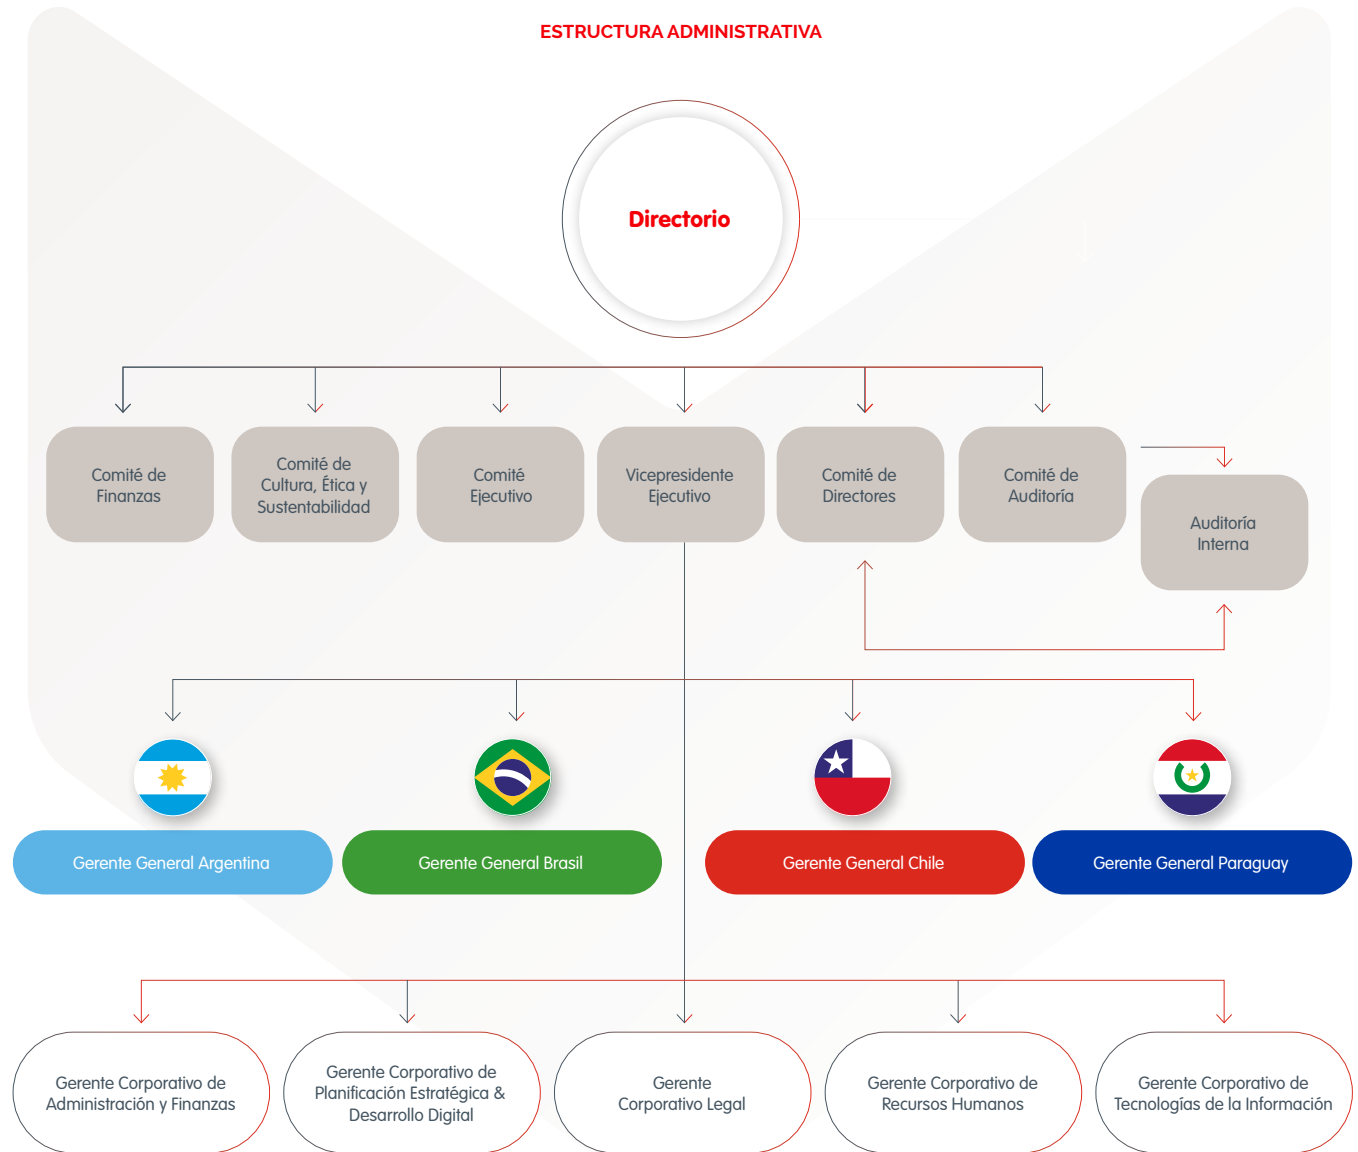 ESTRUCTURA ADMINISTRATIVA
Directorio
Comité de
Finanzas
Comité de
Cultura, Ética y
Sustentabilidad
Comité
Ejecutivo
Vicepresidente
Ejecutivo
Comité de
Directores
Comité de
Auditoría
Auditoría
Interna
Gerente General Argentina
Gerente General Brasil
Gerente General Chile
Gerente General Paraguay
Gerente Corporativo de
Administración y Finanzas
Gerente Corporativo de
Planificación Estratégica &
Desarrollo Digital
Gerente
Corporativo Legal
Gerente Corporativo de
Recursos Humanos
Gerente Corporativo de
Tecnologías de la Información